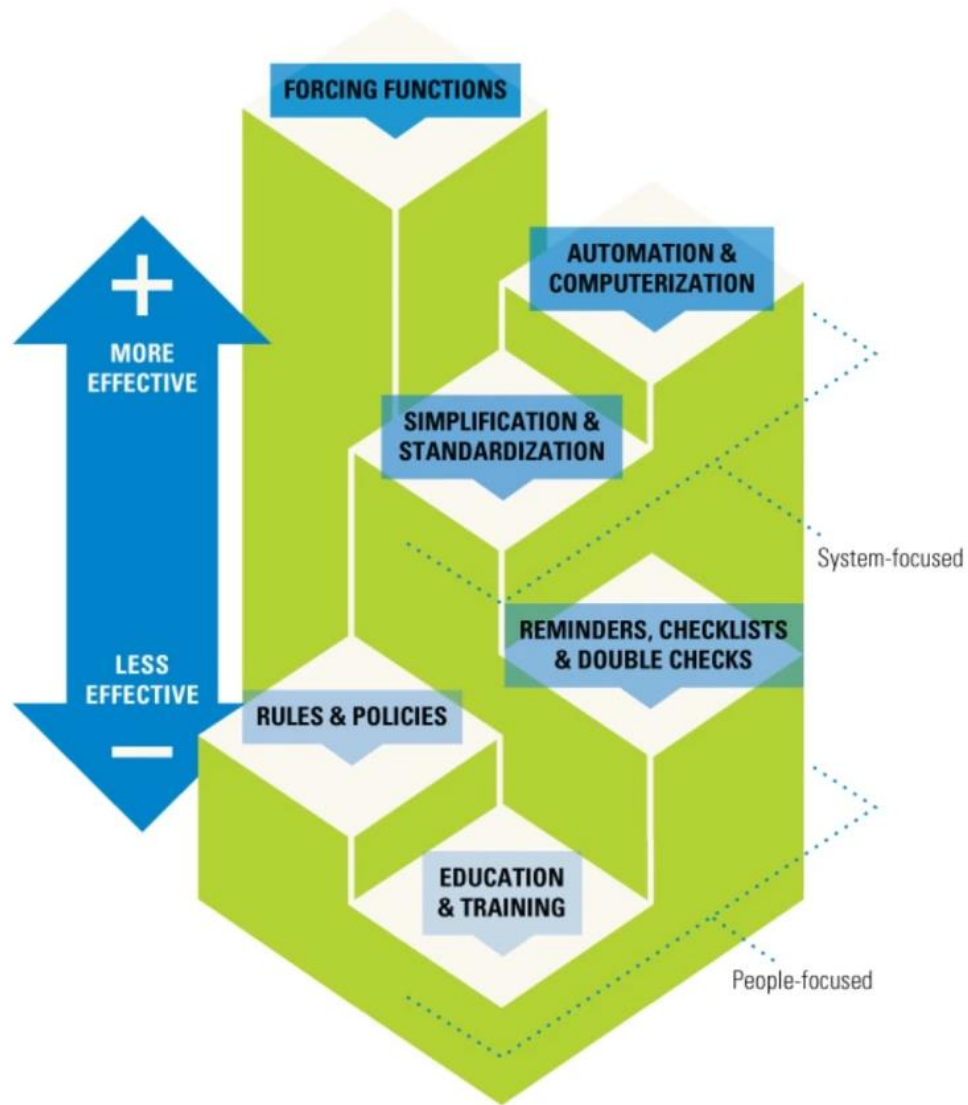 FORCING FUNCTIONS
AUTOMATION &
COMPUTERIZATION
+
MORE
EFFECTIVE
SIMPLIFICATION &
STANDARDIZATION
System-focused
REMINDERS, CHECKLISTS
& DOUBLE CHECKS
LESS
EFFECTIVE
−
RULES & POLICIES
EDUCATION
& TRAINING
People-focused